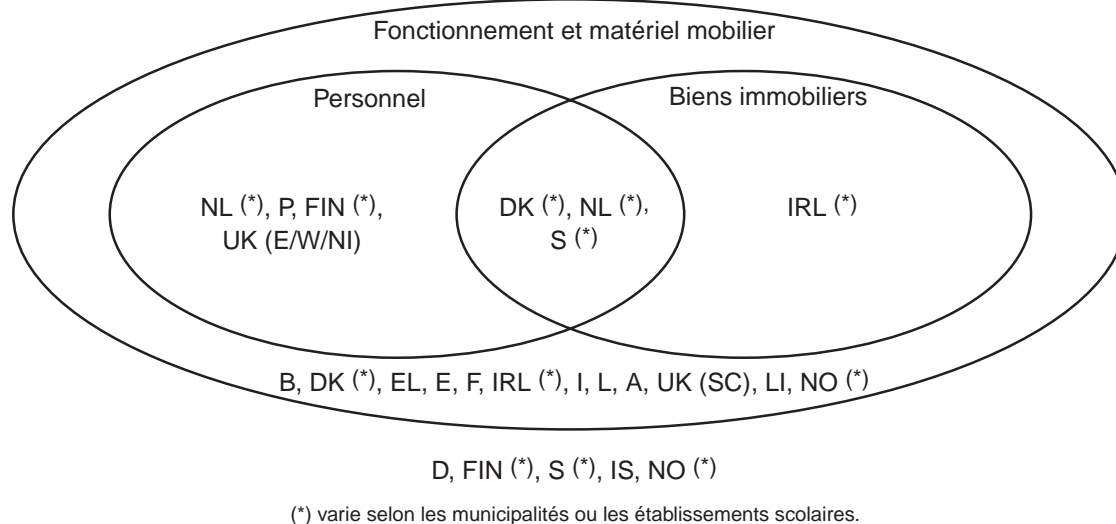 Fonctionnement et matériel mobilier
Personnel
Biens immobiliers
NL (*), P, FIN (*),
UK (E/W/NI)
DK (*), NL (*),
S (*)
IRL (*)
B, DK (*), EL, E, F, IRL (*), I, L, A, UK (SC), LI, NO (*)
D, FIN (*), S (*), IS, NO (*)
(*) varie selon les municipalités ou les établissements scolaires.